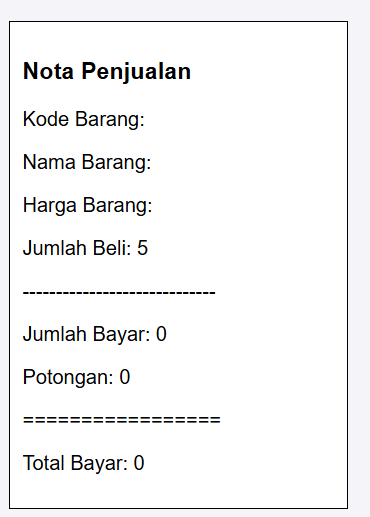 Nota Penjualan
Kode Barang:
Nama Barang:
Harga Barang:
Jumlah Beli: 5
-----------------------------
Jumlah Bayar: 0
Potongan: 0
=================
Total Bayar: 0